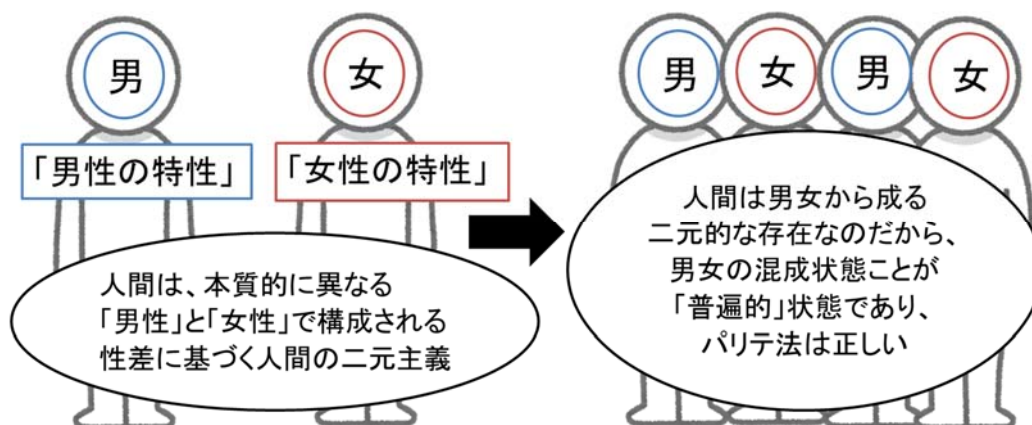 男
女
「男性の特性」
「女性の特性」
人間は、本質的に異なる
「男性」と「女性」で構成される
性差に基づく人間の二元主義
男
女
男
女
人間は男女から成る
二元的な存在なのだから、
男女の混成状態ことが
「普遍的」状態であり、
パリテ法は正しい